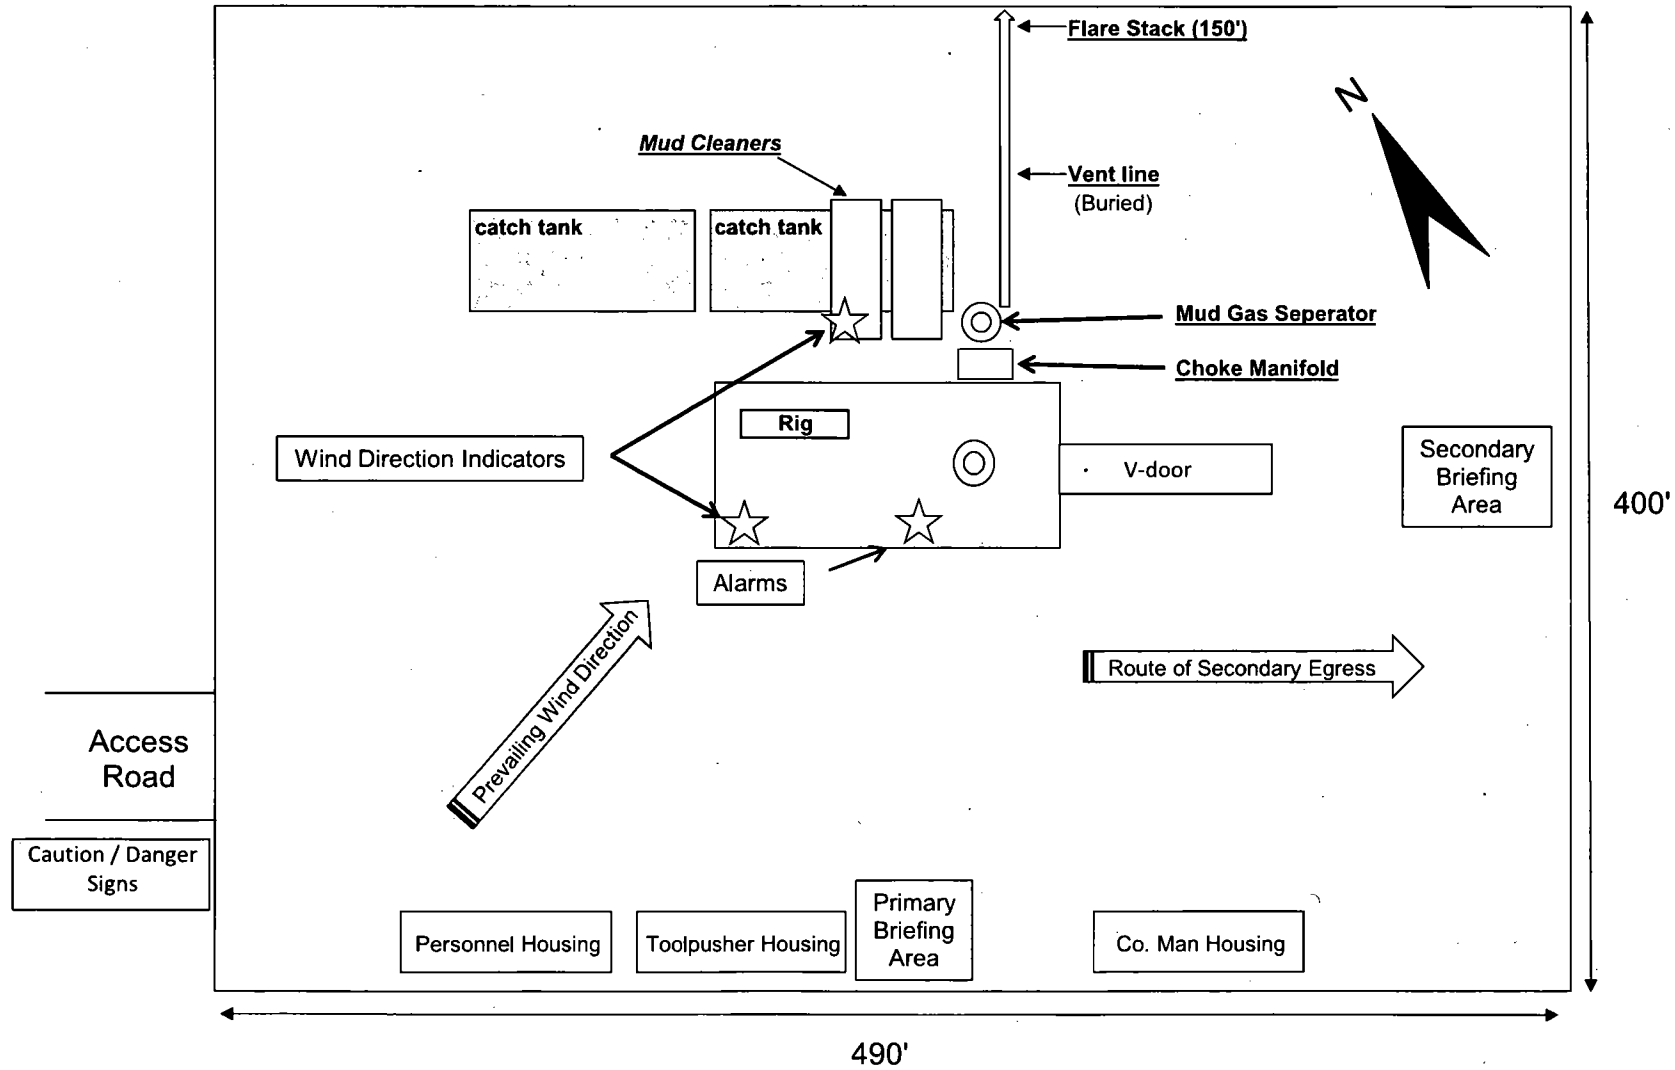 Flare Stack (150')
N
Mud Cleaners
Vent line
(Buried)
catch tank
catch tank
Mud Gas Seperator
Choke Manifold
Rig
Wind Direction Indicators
V-door
Secondary
Briefing
Area
400'
Alarms
Prevailing Wind Direction
Route of Secondary Egress
Access
Road
Caution / Danger
Signs
Personnel Housing
Toolpusher Housing
Primary
Briefing
Area
Co. Man Housing
490'